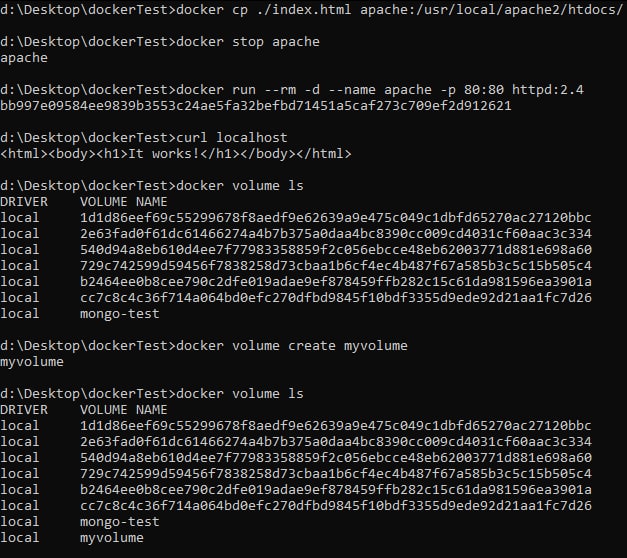 d:\Desktop\dockerTest>docker cp ./index.html apache:/usr/local/apache2/htdocs/
d:\Desktop\dockerTest>docker stop apache
apache
d:\Desktop\dockerTest>docker run --rm -d --name apache -p 80:80 httpd:2.4
bb997e09584ee9839b3553c24ae5fa32befbd71451a5caf273c709ef2d912621
d:\Desktop\dockerTest>curl localhost
<html><body><h1>It works!</h1></body></html>
d:\Desktop\dockerTest>docker volume ls
DRIVER    VOLUME NAME
local     1d1d86eef69c55299678f8aedf9e62639a9e475c049c1dbfd65270ac27120bbc
local     2e63fad0f61dc61466274a4b7b375a0daa4bc8390cc009cd4031cf60aac3c334
local     540d94a8eb610d4ee7f77983358859f2c056ebcce48eb62003771d881e698a60
local     729c742599d59456f7838258d73cbaa1b6cf4ec4b487f67a585b3c5c15b505c4
local     b2464ee0b8cee790c2dfe019adae9ef878459ffb282c15c61da981596ea3901a
local     cc7c8c4c36f714a064bd0efc270dfbd9845f10bdf3355d9ede92d21aa1fc7d26
local     mongo-test
d:\Desktop\dockerTest>docker volume create myvolume
myvolume
d:\Desktop\dockerTest>docker volume ls
DRIVER    VOLUME NAME
local     1d1d86eef69c55299678f8aedf9e62639a9e475c049c1dbfd65270ac27120bbc
local     2e63fad0f61dc61466274a4b7b375a0daa4bc8390cc009cd4031cf60aac3c334
local     540d94a8eb610d4ee7f77983358859f2c056ebcce48eb62003771d881e698a60
local     729c742599d59456f7838258d73cbaa1b6cf4ec4b487f67a585b3c5c15b505c4
local     b2464ee0b8cee790c2dfe019adae9ef878459ffb282c15c61da981596ea3901a
local     cc7c8c4c36f714a064bd0efc270dfbd9845f10bdf3355d9ede92d21aa1fc7d26
local     mongo-test
local     myvolume